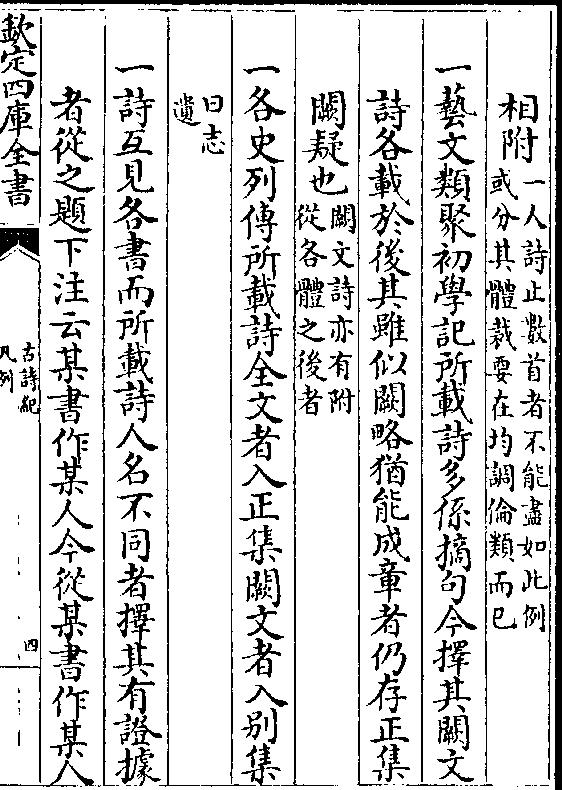 相附一人詩止數首者不能盡如此例
或分其體裁要在均調倫類而已
一藝文類聚初學記所載詩多係摘句今擇其闕文
詩各載於後其雖似闕略猶能成章者仍存正集
闕疑也闕文詩亦有附
從各體之後者
一各史列傳所載詩全文者入正集闕文者入别集
曰志
遺
一詩互見各書而所載詩人名不同者擇其有證據
者從之題下注云某書作某人今從某書作某人
欽定四庫全書
古詩紀
凡例
四